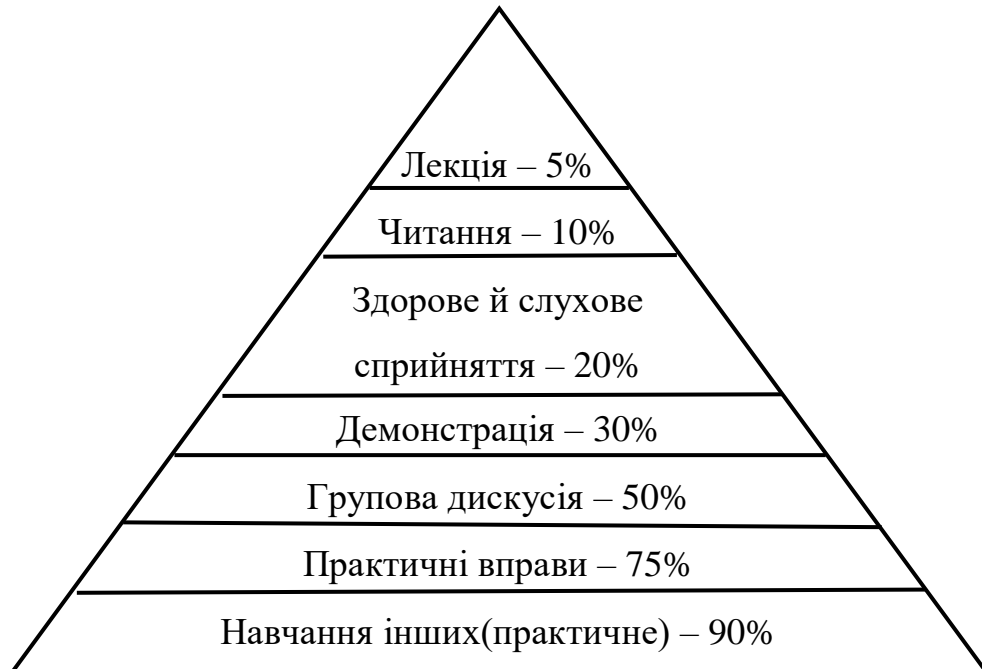 Лекція – 5%
Читання – 10%
Здорове й слухове
сприйняття – 20%
Демонстрація – 30%
Групова дискусія – 50%
Практичні вправи – 75%
Навчання інших(практичне) – 90%